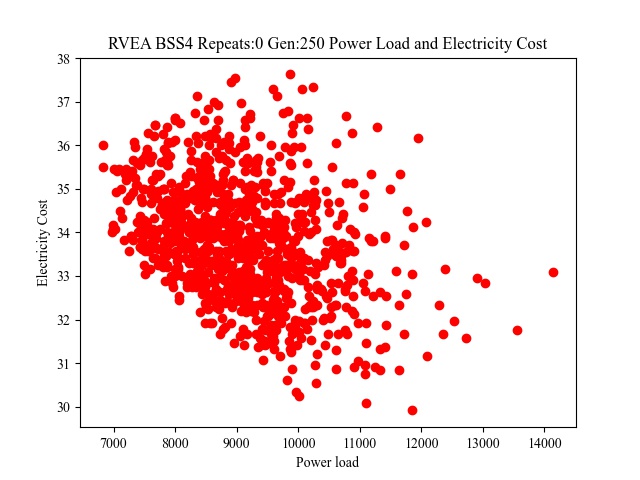 RVEA BSS4 Repeats:0 Gen:250 Power Load and Electricity Cost
38
37
36
35
34
33
32
31
30
Electricity Cost
7000 8000 9000 10000 11000 12000 13000 14000
Power load